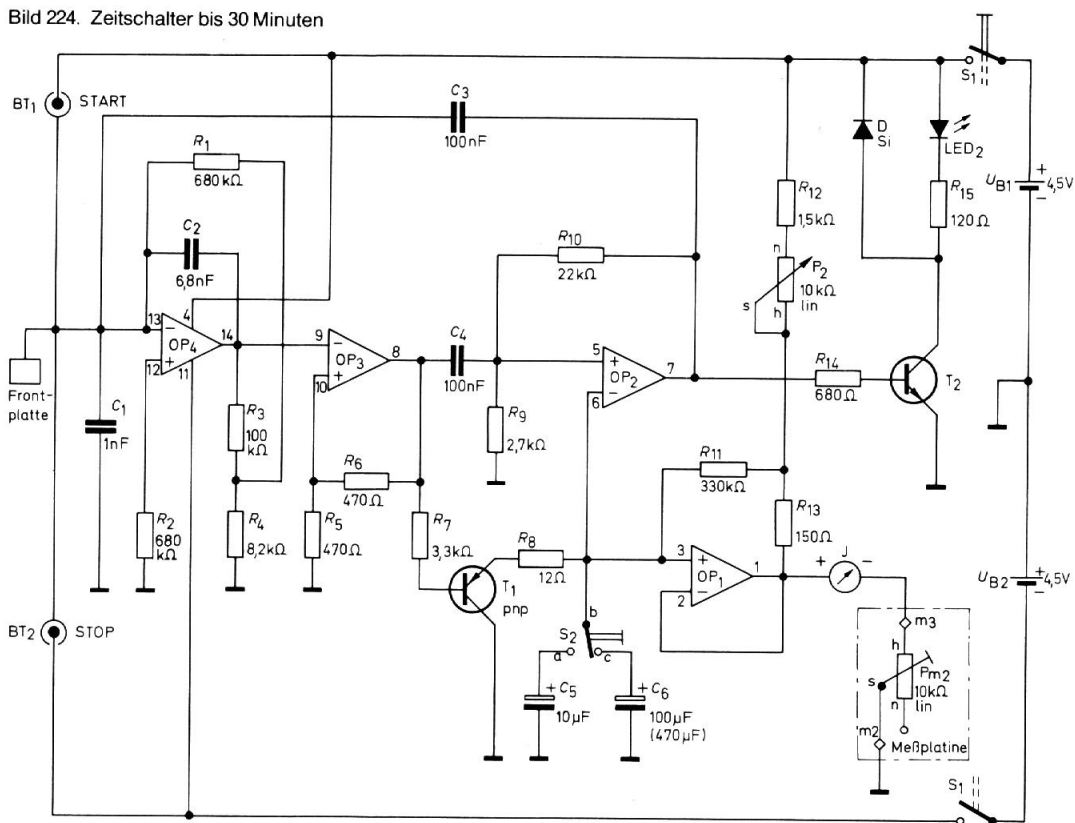 Bild 224. Zeitschalter bis 30 Minuten
BT1 START
C3
100nF
S1
R1
680kΩ
D
Si
LED2
UB1
+
4,5V
−
R12
1,5kΩ
R15
120Ω
C2
6,8nF
R10
22kΩ
n
P2
10kΩ
lin
s
h
13
−
4
OP4
14
12
+
11
9
−
OP3
8
10
+
C4
100nF
5
+
OP2
7
6
−
R14
680Ω
T2
Front-
platte
C1
1nF
R3
100
kΩ
R9
2,7kΩ
R11
330kΩ
R6
470Ω
R2
680
kΩ
R4
8,2kΩ
R5
470Ω
R7
3,3kΩ
R8
12Ω
R13
150Ω
3
+
OP1
1
2
−
+
J
−
UB2
+
4,5V
−
T1
pnp
BT2 STOP
S2
b
a
c
m3
h
Pm2
10kΩ
lin
s
n
+
C5
10µF
+
C6
100µF
(470µF)
m2
Meßplatine
S1